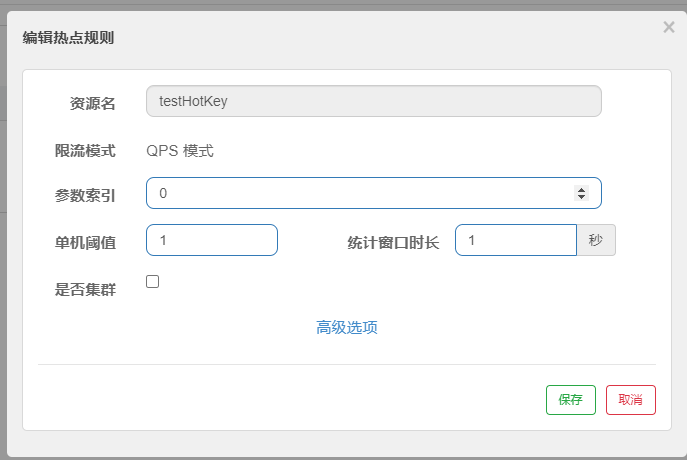 编辑热点规则
×
资源名 testHotKey
限流模式 QPS 模式
参数索引 0
单机阈值 1 统计窗口时长 1 秒
是否集群
高级选项
保存 取消